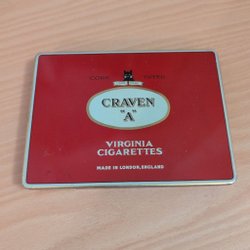 CORK TIPPED
CRAVEN
"A"
VIRGINIA
CIGARETTES
MADE IN LONDON, ENGLAND